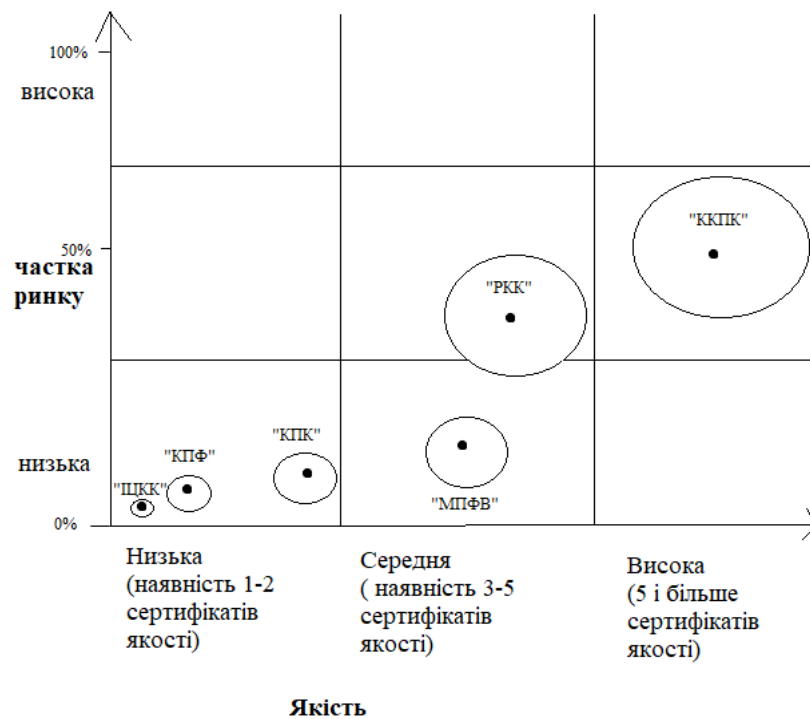 100%
висока
"ККПК"
50%
частка
ринку
"РКК"
"КПК"
"КПФ"
низька
"ЩКК"
"МПФВ"
0%
Низька
(наявність 1-2
сертифікатів
якості)
Середня
( наявність 3-5
сертифікатів
якості)
Висока
(5 і більше
сертифікатів
якості)
Якість